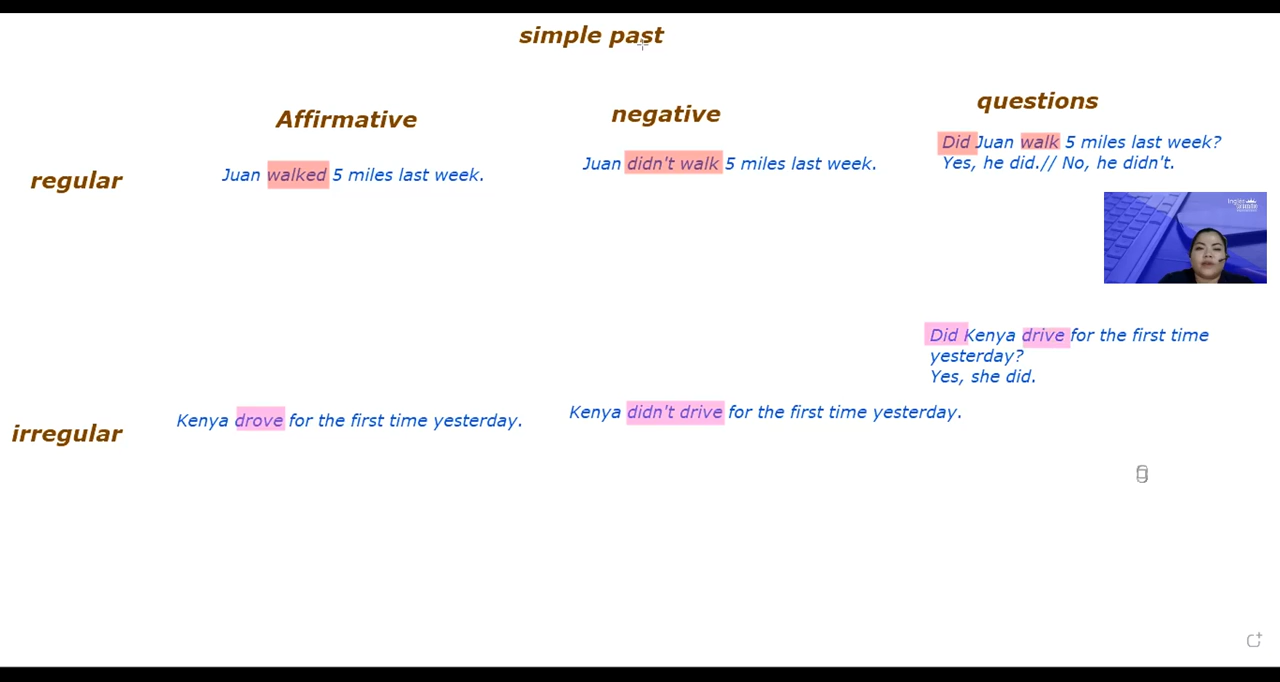 simple past
Affirmative
negative
questions
regular
Juan walked 5 miles last week.
Juan didn't walk 5 miles last week.
Did Juan walk 5 miles last week?
Yes, he did.// No, he didn't.
Did Kenya drive for the first time
yesterday?
Yes, she did.
irregular
Kenya drove for the first time yesterday.
Kenya didn't drive for the first time yesterday.